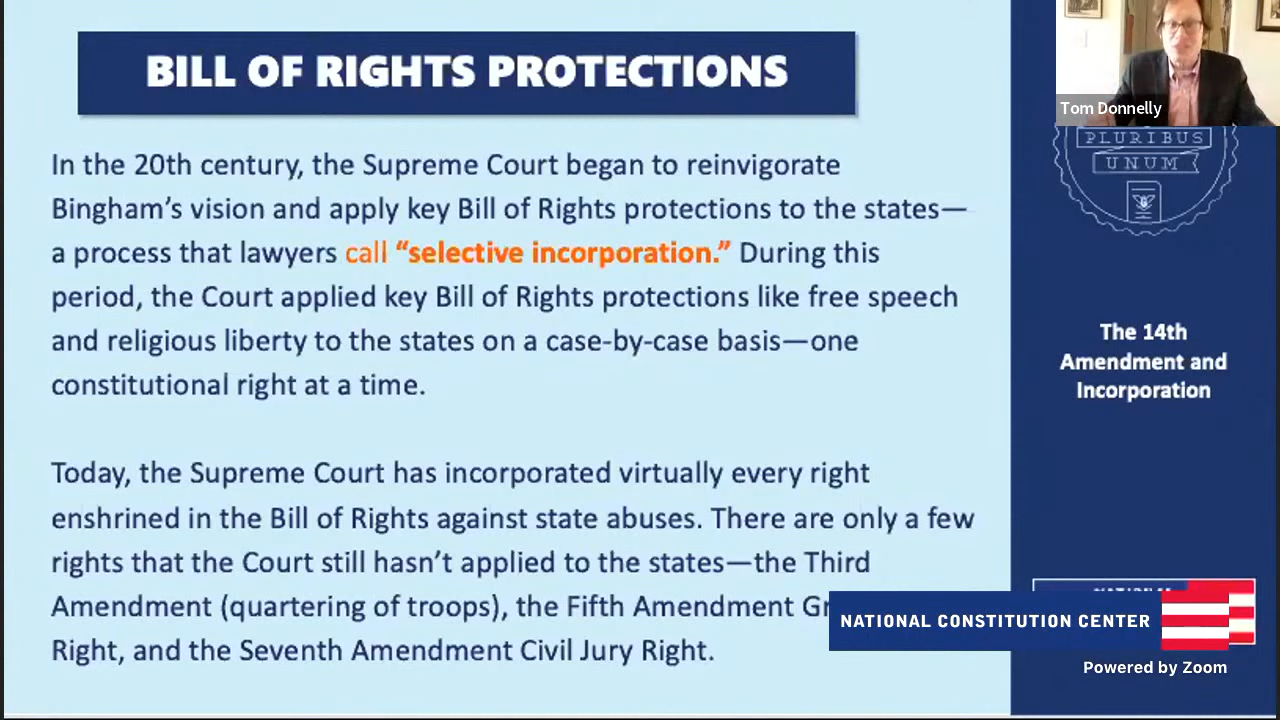 BILL OF RIGHTS PROTECTIONS
In the 20th century, the Supreme Court began to reinvigorate
Bingham’s vision and apply key Bill of Rights protections to the states—
a process that lawyers call “selective incorporation.” During this
period, the Court applied key Bill of Rights protections like free speech
and religious liberty to the states on a case-by-case basis—one
constitutional right at a time.
Today, the Supreme Court has incorporated virtually every right
enshrined in the Bill of Rights against state abuses. There are only a few
rights that the Court still hasn’t applied to the states—the Third
Amendment (quartering of troops), the Fifth Amendment
Right, and the Seventh Amendment Civil Jury Right.
Tom Donnelly
PLURIBUS
UNUM
The 14th
Amendment and
Incorporation
NATIONAL CONSTITUTION CENTER
Powered by Zoom